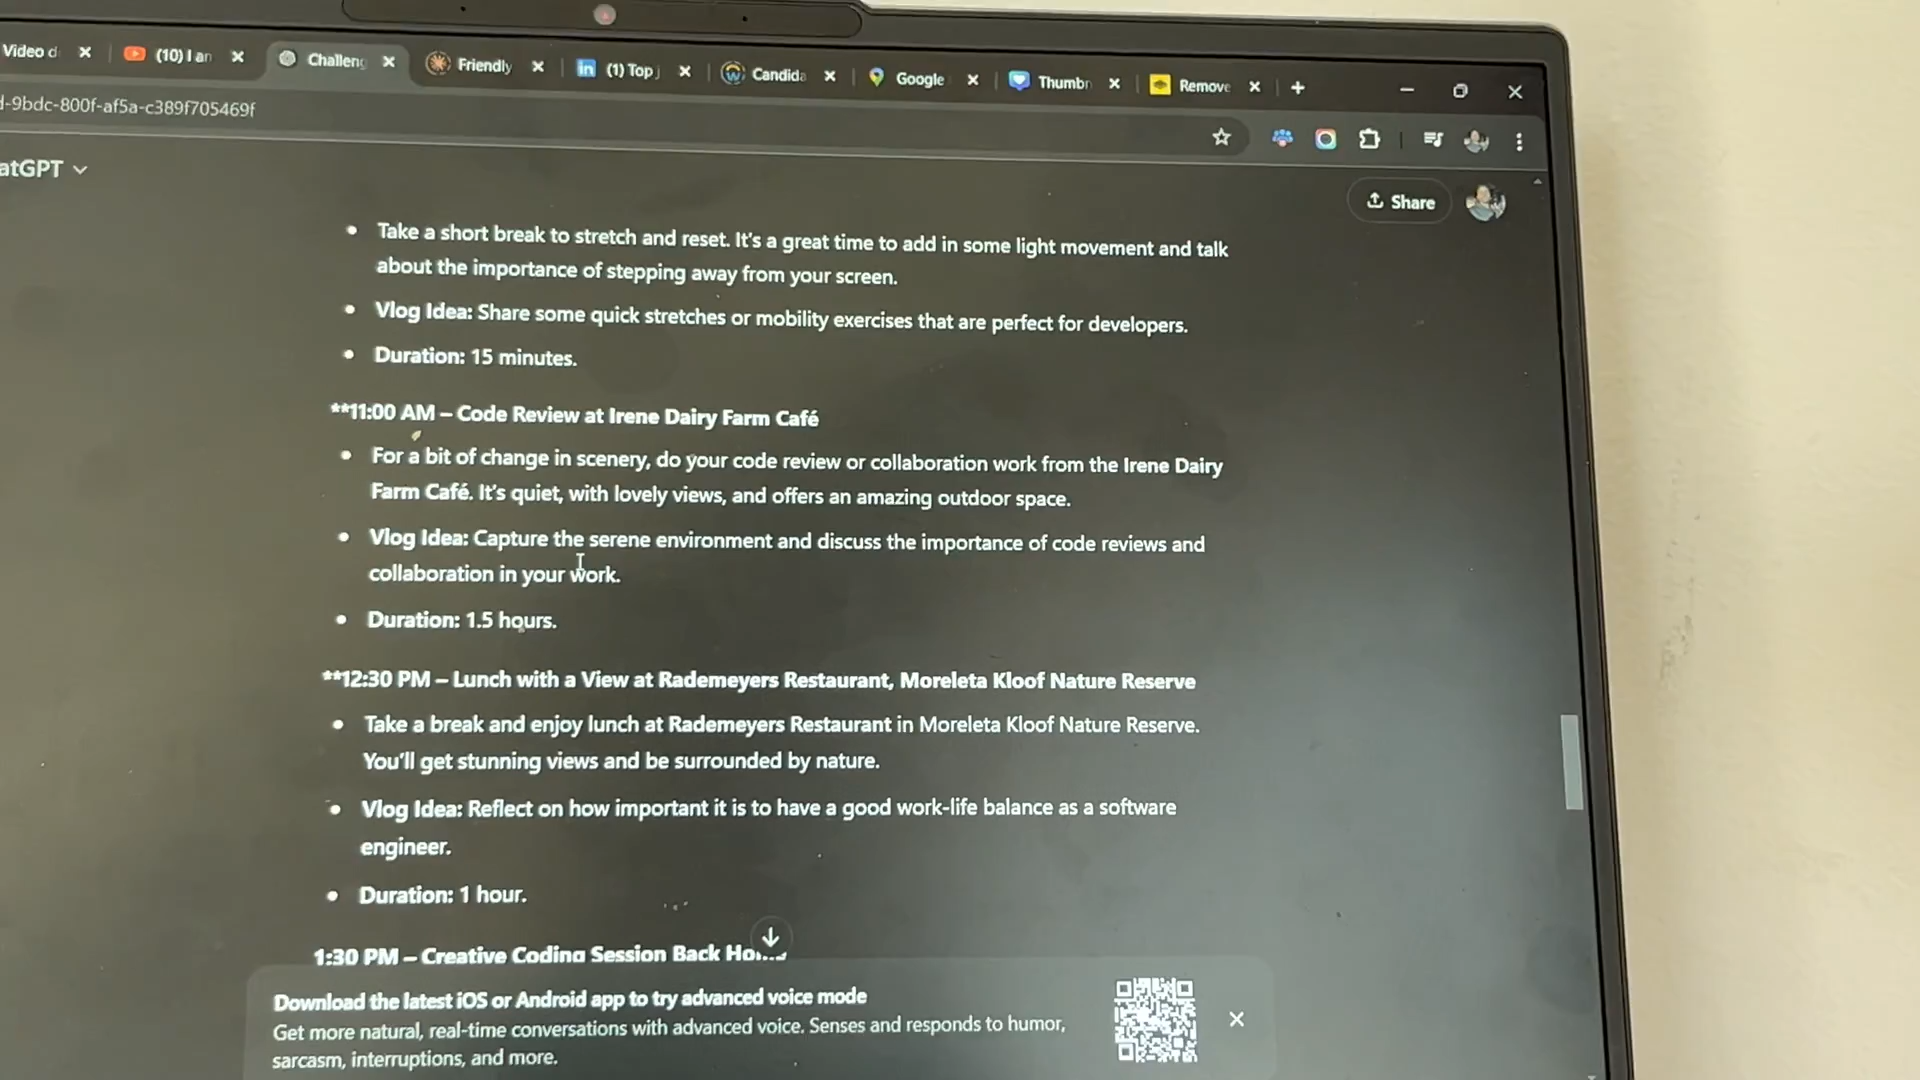 Video d
(10) I an
Challeng
Friendly
(1) Top j
Candida
Google
Thumbn
Remove
d-9bdc-800f-af5a-c389f705469f
atGPT
Share
Take a short break to stretch and reset. It's a great time to add in some light movement and talk
about the importance of stepping away from your screen.
Vlog Idea: Share some quick stretches or mobility exercises that are perfect for developers.
Duration: 15 minutes.
**11:00 AM – Code Review at Irene Dairy Farm Café
For a bit of change in scenery, do your code review or collaboration work from the Irene Dairy
Farm Café. It's quiet, with lovely views, and offers an amazing outdoor space.
Vlog Idea: Capture the serene environment and discuss the importance of code reviews and
collaboration in your work.
Duration: 1.5 hours.
**12:30 PM – Lunch with a View at Rademeyers Restaurant, Moreleta Kloof Nature Reserve
Take a break and enjoy lunch at Rademeyers Restaurant in Moreleta Kloof Nature Reserve.
You'll get stunning views and be surrounded by nature.
Vlog Idea: Reflect on how important it is to have a good work-life balance as a software
engineer.
Duration: 1 hour.
1:30 PM – Creative Coding Session Back Home
Download the latest iOS or Android app to try advanced voice mode
Get more natural, real-time conversations with advanced voice. Senses and responds to humor,
sarcasm, interruptions, and more.